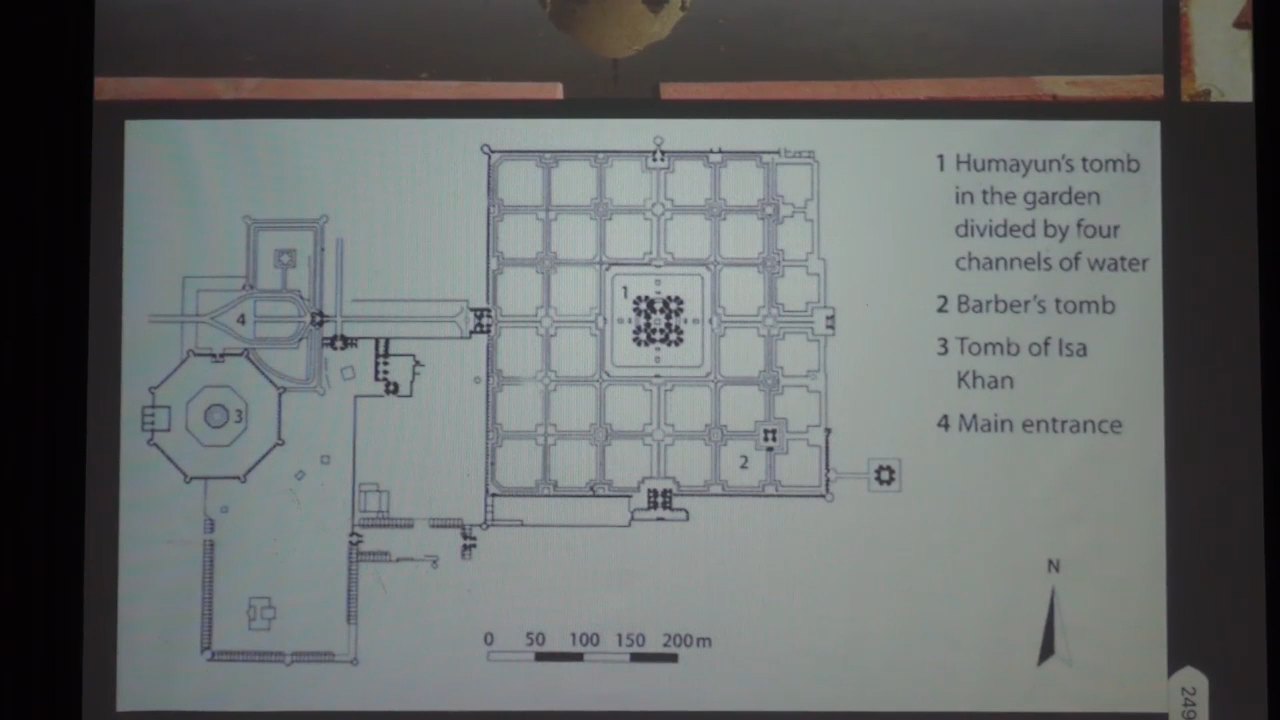 1 Humayun's tomb
in the garden
divided by four
channels of water
2 Barber's tomb
3 Tomb of Isa
Khan
4 Main entrance
1
4
3
2
N
0 50 100 150 200 m
249